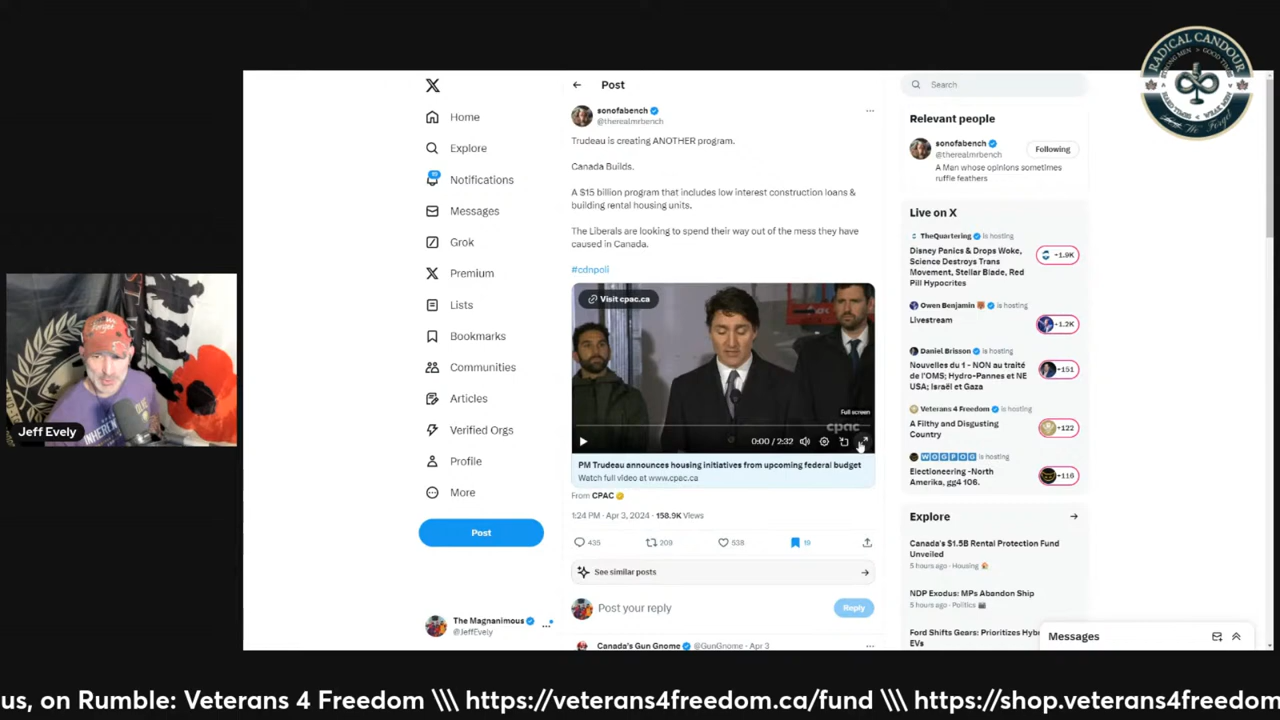 RADICAL CANDOUR
Post
Search
Home
Explore
Notifications
Messages
Grok
Premium
Lists
Bookmarks
Communities
Articles
Verified Orgs
Profile
More
Post
The Magnanimous
@JeffEvely
sonofabench
@therealmrbench
Trudeau is creating ANOTHER program.
Canada Builds.
A $15 billion program that includes low interest construction loans &
building rental housing units.
The Liberals are looking to spend their way out of the mess they have
caused in Canada.
#cdnpoli
Visit cpac.ca
Full screen
cpac
0:00 / 2:32
PM Trudeau announces housing initiatives from upcoming federal budget
Watch full video at www.cpac.ca
From CPAC
1:24 PM · Apr 3, 2024 · 158.9K Views
435 209 538 19
See similar posts
Post your reply
Reply
Canada's Gun Gnome @GunGnome · Apr 3
Relevant people
sonofabench
@therealmrbench
Following
A Man whose opinions sometimes
ruffle feathers
Live on X
TheQuartering is hosting
Disney Panics & Drops Woke,
Science Destroys Trans
Movement, Stellar Blade, Red
Pill Hypocrites
+1.9K
Owen Benjamin is hosting
Livestream
+1.2K
Daniel Brisson is hosting
Nouvelles du 1 - NON au traité
de l'OMS; Hydro-Pannes et NE
USA; Israël et Gaza
+151
Veterans 4 Freedom is hosting
A Filthy and Disgusting
Country
+122
WOGPOG is hosting
Electioneering -North
Amerika, gg4 106.
+116
Explore
Canada's $1.5B Rental Protection Fund
Unveiled
5 hours ago · Housing
NDP Exodus: MPs Abandon Ship
5 hours ago · Politics
Ford Shifts Gears: Prioritizes Hybr
EVs
Messages
Jeff Evely
us, on Rumble: Veterans 4 Freedom \\\ https://veterans4freedom.ca/fund \\\ https://shop.veterans4freedom